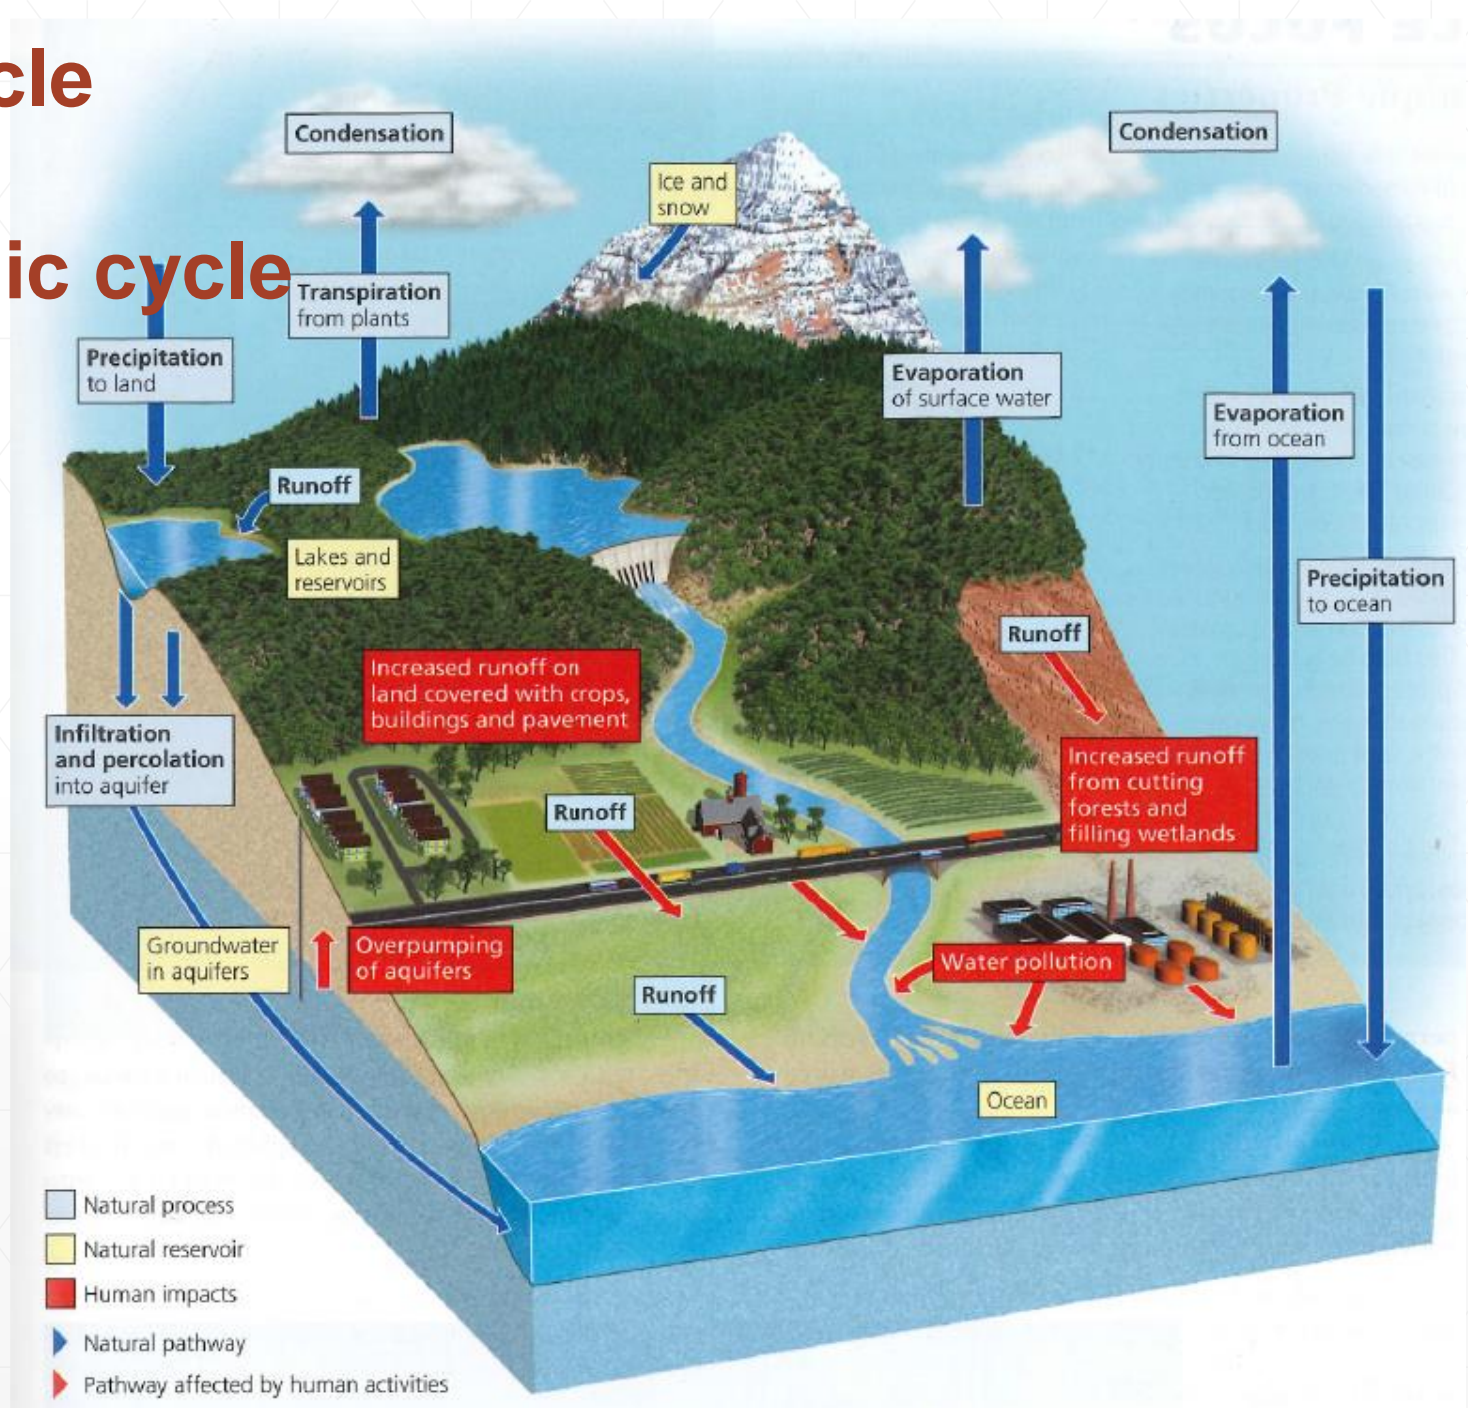 cle
ic cycle
Condensation
Condensation
Ice and
snow
Transpiration
from plants
Precipitation
to land
Evaporation
of surface water
Evaporation
from ocean
Runoff
Lakes and
reservoirs
Precipitation
to ocean
Runoff
Increased runoff on
land covered with crops,
buildings and pavement
Infiltration
and percolation
into aquifer
Increased runoff
from cutting
forests and
filling wetlands
Runoff
Groundwater
in aquifers
Overpumping
of aquifers
Water pollution
Runoff
Ocean
Natural process
Natural reservoir
Human impacts
Natural pathway
Pathway affected by human activities